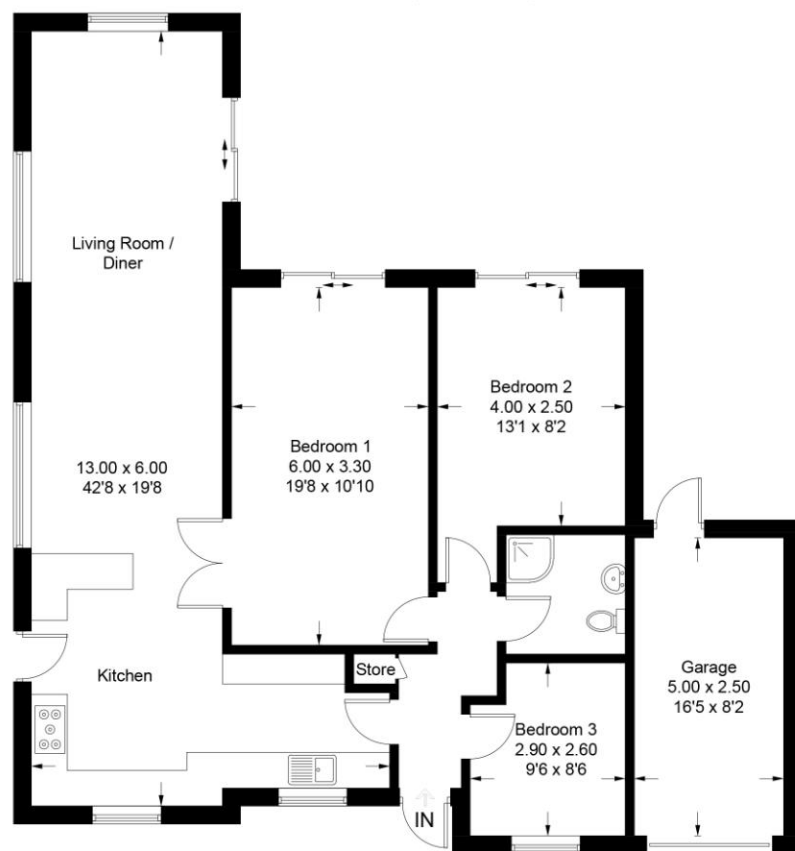 Living Room /
Diner
13.00 x 6.00
42'8 x 19'8
Bedroom 1
6.00 x 3.30
19'8 x 10'10
Bedroom 2
4.00 x 2.50
13'1 x 8'2
Kitchen
Store
Bedroom 3
2.90 x 2.60
9'6 x 8'6
Garage
5.00 x 2.50
16'5 x 8'2
IN